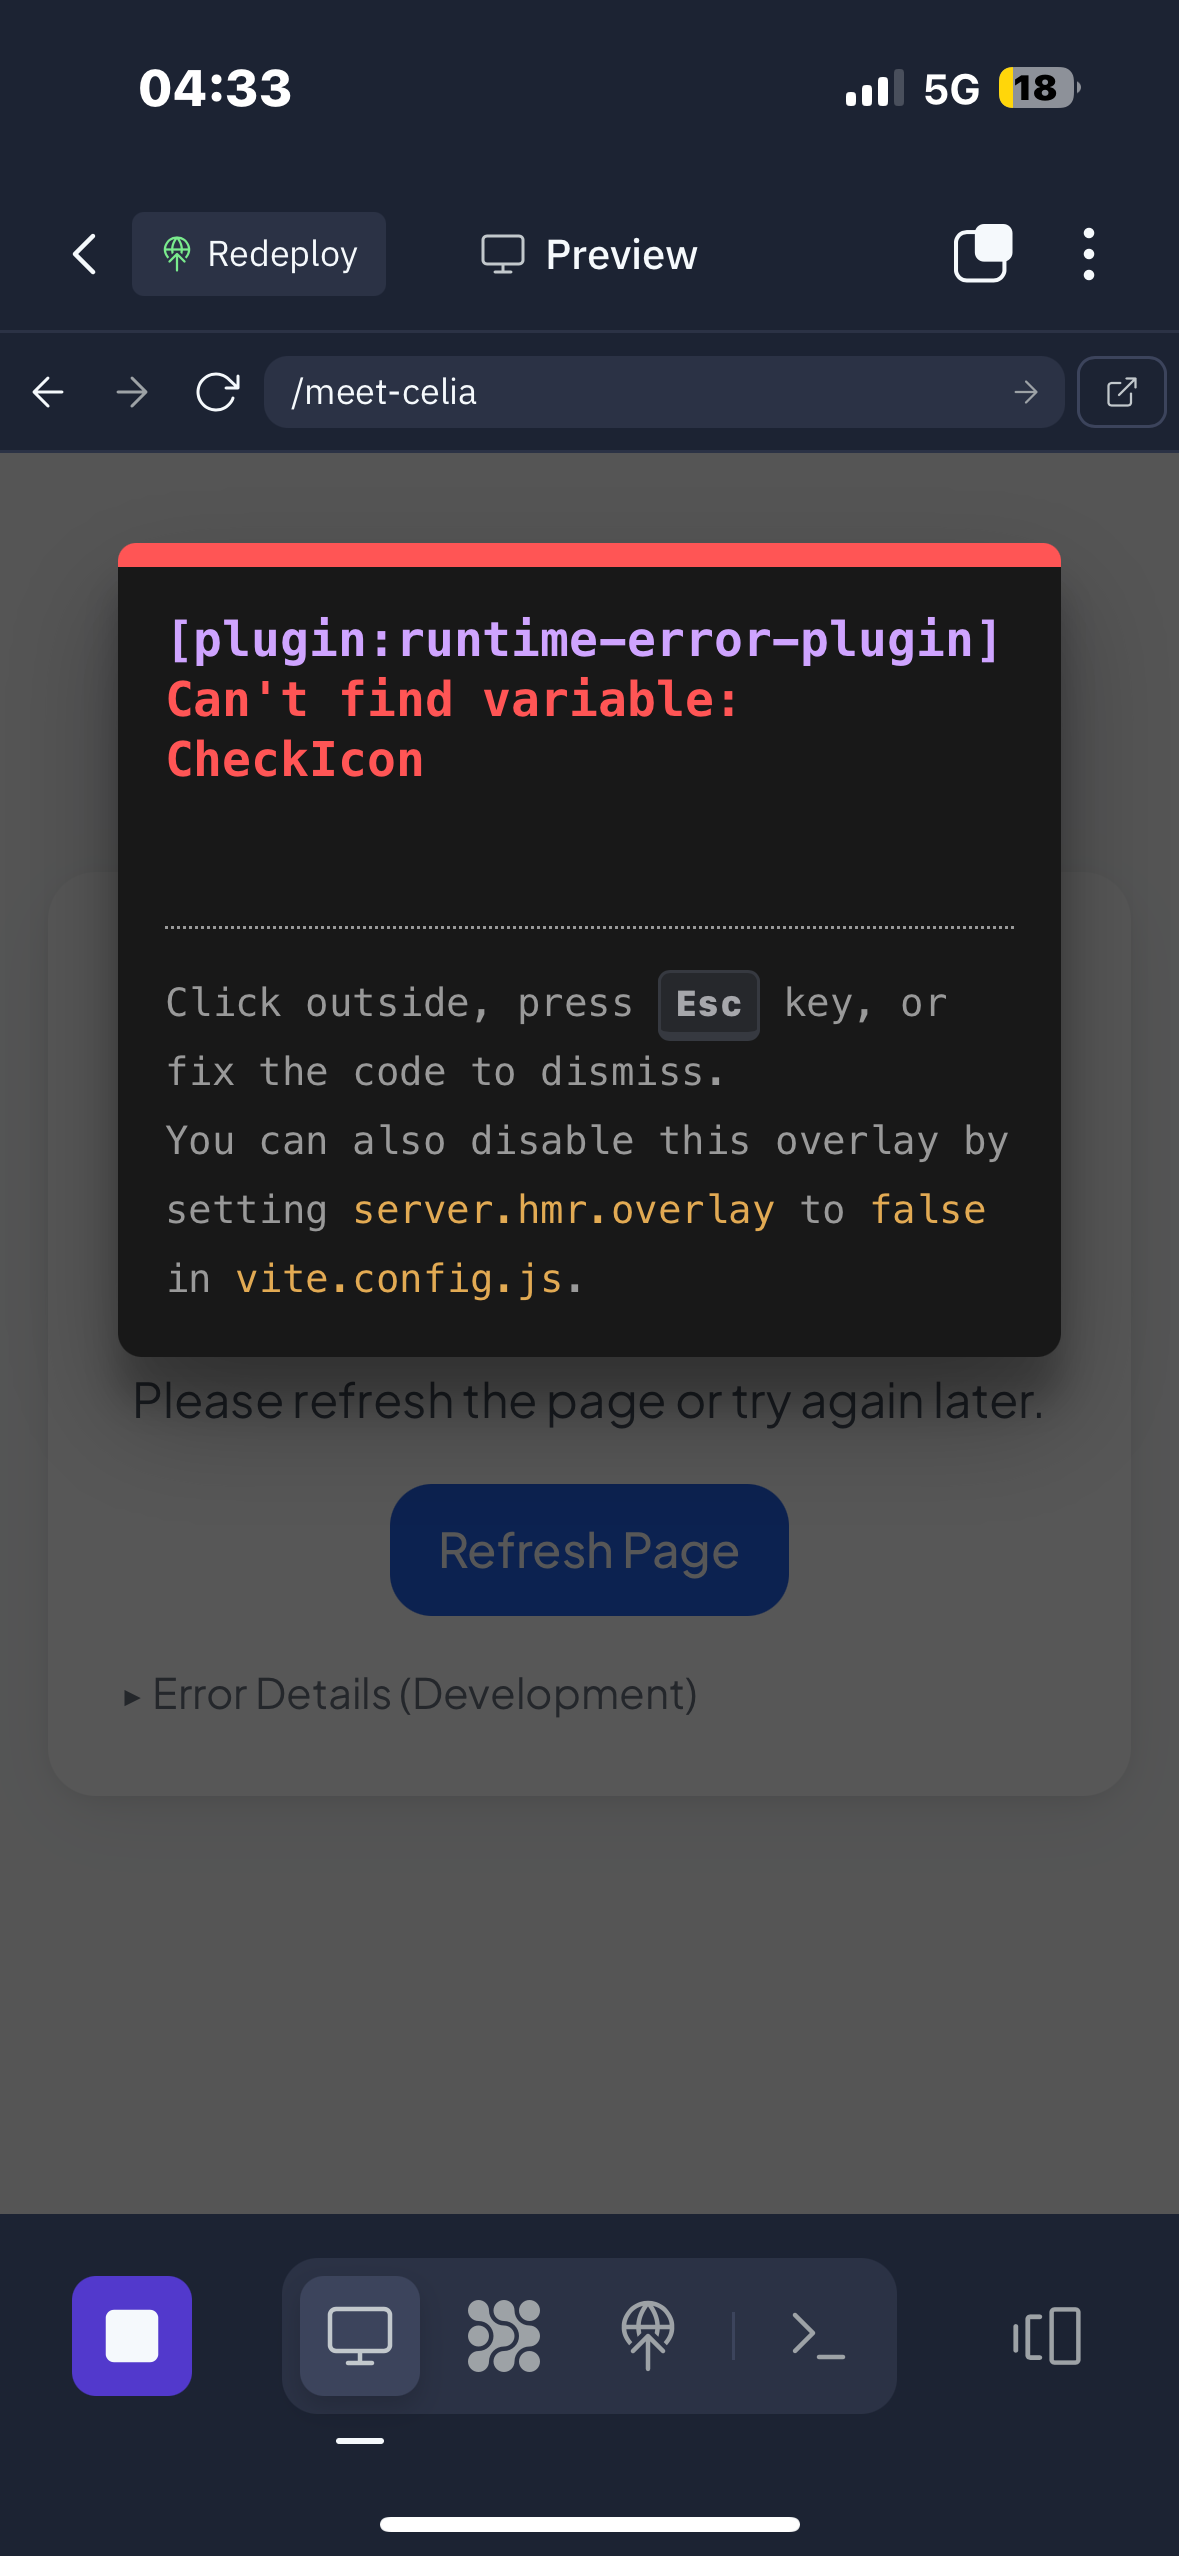 04:33
5G
18
Redeploy
Preview
/meet-celia
[plugin:runtime-error-plugin]
Can't find variable:
CheckIcon
Click outside, press Esc key, or
fix the code to dismiss.
You can also disable this overlay by
setting server.hmr.overlay to false
in vite.config.js.
Please refresh the page or try again later.
Refresh Page
▸ Error Details (Development)